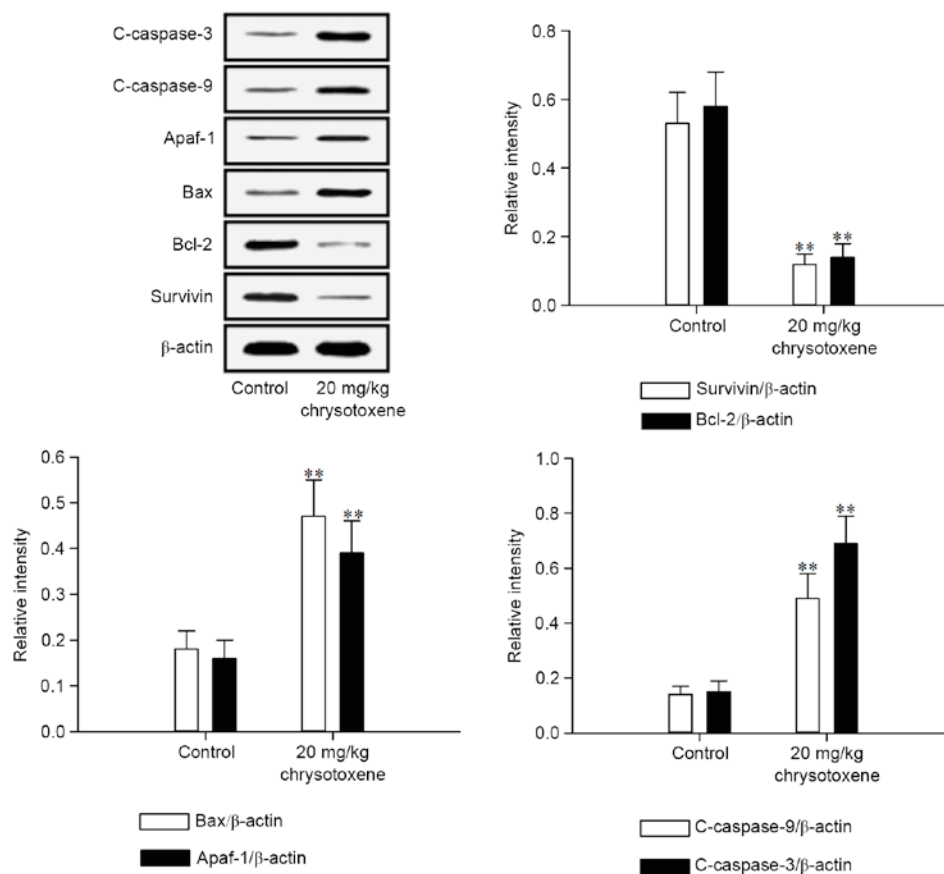 C-caspase-3
C-caspase-9
Apaf-1
Bax
Bcl-2
Survivin
β-actin
Control
20 mg/kg
chrysotoxene
Relative intensity
0.8
0.6
0.4
0.2
0.0
**
**
Control
20 mg/kg
chrysotoxene
Survivin/β-actin
Bcl-2/β-actin
Relative intensity
0.6
0.5
0.4
0.3
0.2
0.1
0.0
**
**
Control
20 mg/kg
chrysotoxene
Bax/β-actin
Apaf-1/β-actin
Relative intensity
1.0
0.8
0.6
0.4
0.2
0.0
**
**
Control
20 mg/kg
chrysotoxene
C-caspase-9/β-actin
C-caspase-3/β-actin